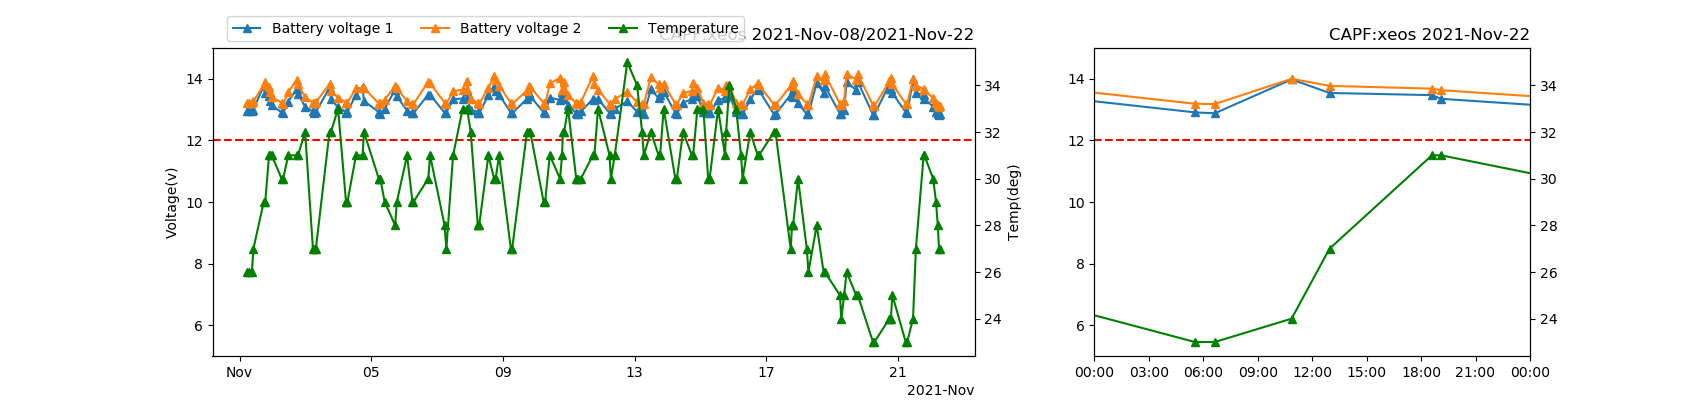 Battery voltage 1 Battery voltage 2 Temperature
CAPF:xeos 2021-Nov-08/2021-Nov-22
Voltage(v)
14
12
10
8
6
Nov 05 09 13 17 21
2021-Nov
34
32
30
28
26
24
Temp(deg)
CAPF:xeos 2021-Nov-22
14
12
10
8
6
00:00 03:00 06:00 09:00 12:00 15:00 18:00 21:00 00:00
34
32
30
28
26
24